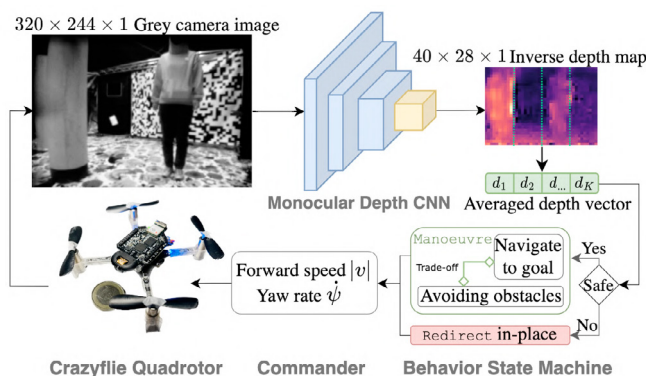 320 × 244 × 1 Grey camera image
40 × 28 × 1 Inverse depth map
Monocular Depth CNN
d₁ d₂ d... d_K
Averaged depth vector
Manoeuvre
Navigate
to goal
Trade-off
Avoiding obstacles
Yes
Safe
No
Redirect in-place
Forward speed |v|
Yaw rate ψ̇
Crazyflie Quadrotor
Commander
Behavior State Machine